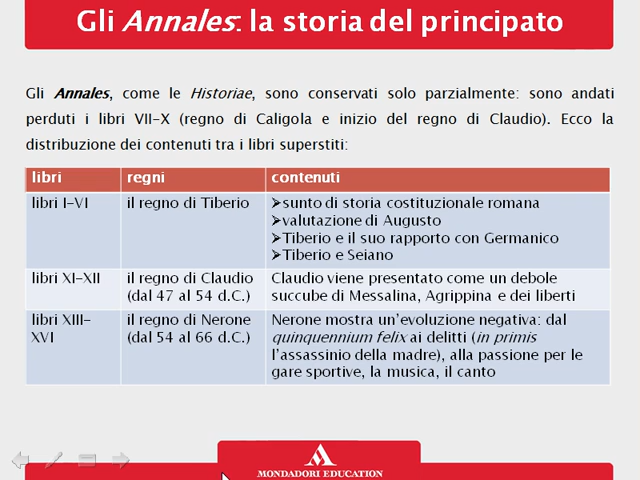 Gli Annales: la storia del principato
Gli Annales, come le Historiae, sono conservati solo parzialmente: sono andati
perduti i libri VII-X (regno di Caligola e inizio del regno di Claudio). Ecco la
distribuzione dei contenuti tra i libri superstiti:
libri regni contenuti
libri I-VI il regno di Tiberio ➢sunto di storia costituzionale romana
➢valutazione di Augusto
➢Tiberio e il suo rapporto con Germanico
➢Tiberio e Seiano
libri XI-XII il regno di Claudio Claudio viene presentato come un debole
(dal 47 al 54 d.C.) succube di Messalina, Agrippina e dei liberti
libri XIII- il regno di Nerone Nerone mostra un'evoluzione negativa: dal
XVI (dal 54 al 66 d.C.) quinquennium felix ai delitti (in primis
l'assassinio della madre), alla passione per le
gare sportive, la musica, il canto
MONDADORI EDUCATION